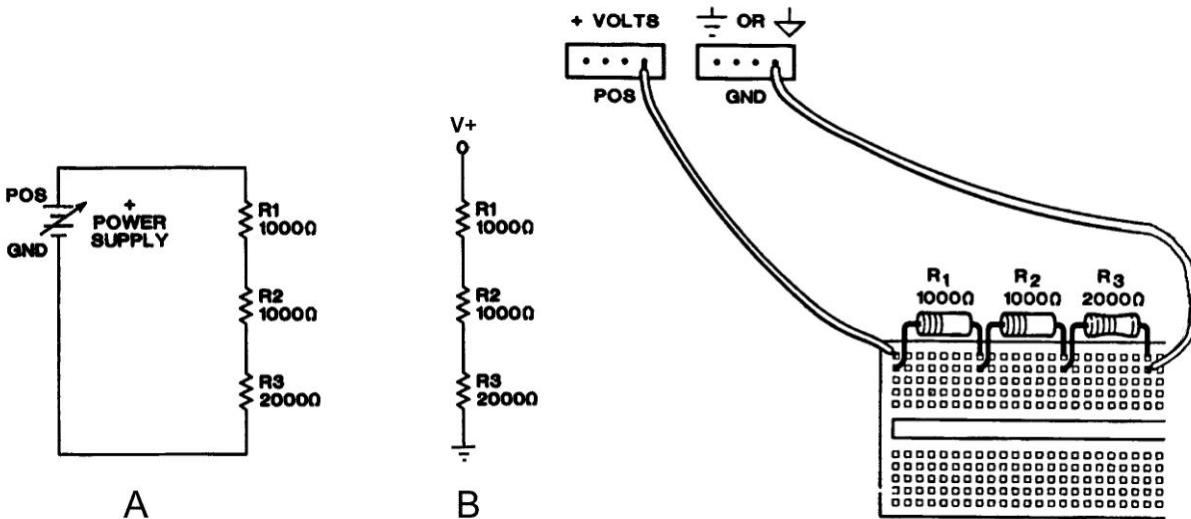 POS
GND
+
POWER
SUPPLY
R1
1000Ω
R2
1000Ω
R3
2000Ω
A
V+
R1
1000Ω
R2
1000Ω
R3
2000Ω
B
+ VOLTS
OR
POS
GND
R1
1000Ω
R2
1000Ω
R3
2000Ω